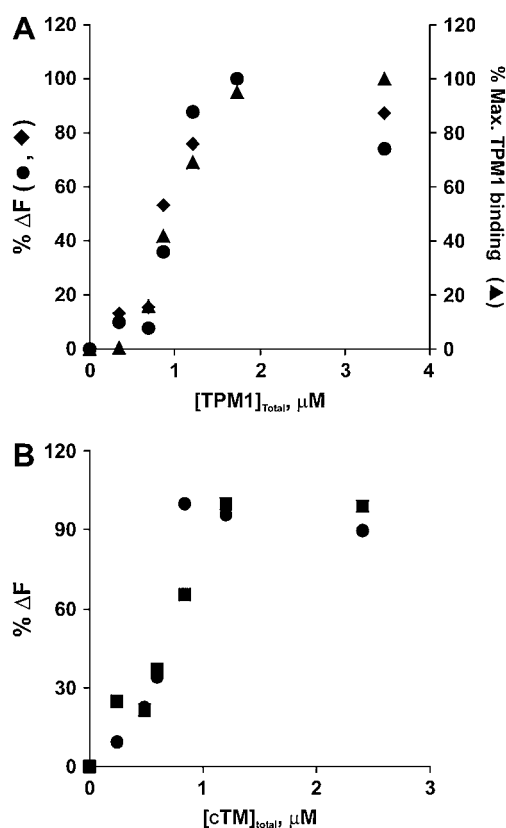 A
% ΔF (●, ◆)
120
100
80
60
40
20
0
120
100
80
60
40
20
0
% Max. TPM1 binding (▲)
0 1 2 3 4
[TPM1]Total, μM
B
% ΔF
120
90
60
30
0
0 1 2 3
[cTM]total, μM